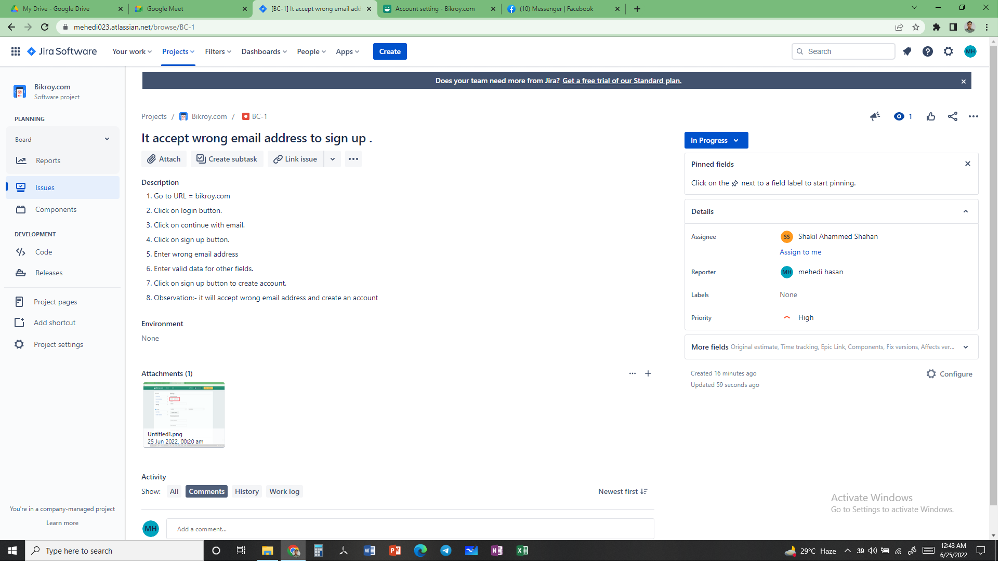 My Drive - Google Drive
Google Meet
[BC-1] It accept wrong email add
Account setting - Bikroy.com
(10) Messenger | Facebook
mehedi023.atlassian.net/browse/BC-1
Jira Software
Your work
Projects
Filters
Dashboards
People
Apps
Create
Search
MH
Bikroy.com
Software project
PLANNING
Board
Reports
Issues
Components
DEVELOPMENT
Code
Releases
Project pages
Add shortcut
Project settings
You're in a company-managed project
Learn more
Does your team need more from Jira? Get a free trial of our Standard plan.
Projects / Bikroy.com / BC-1
1
It accept wrong email address to sign up .
Attach
Create subtask
Link issue
Description
1. Go to URL = bikroy.com
2. Click on login button.
3. Click on continue with email.
4. Click on sign up button.
5. Enter wrong email address
6. Enter valid data for other fields.
7. Click on sign up button to create account.
8. Observation:- it will accept wrong email address and create an account
Environment
None
Attachments (1)
Untitled1.png
25 Jun 2022, 00:20 am
Activity
Show: All Comments History Work log
Newest first
MH
Add a comment...
In Progress
Pinned fields
Click on the next to a field label to start pinning.
Details
Assignee
SS Shakil Ahammed Shahan
Assign to me
Reporter
MH mehedi hasan
Labels
None
Priority
High
More fields Original estimate, Time tracking, Epic Link, Components, Fix versions, Affects ver...
Created 16 minutes ago
Configure
Updated 59 seconds ago
Activate Windows
Go to Settings to activate Windows.
Type here to search
29°C Haze
39
12:43 AM
6/25/2022